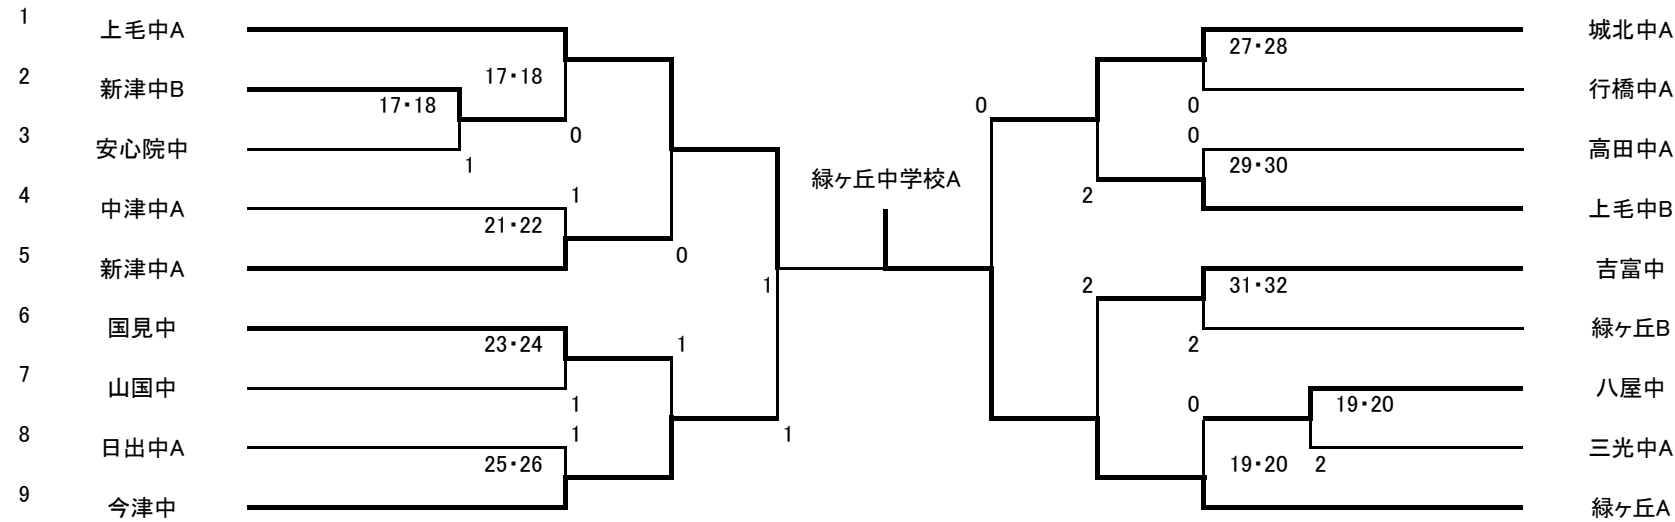 1 上毛中A 城北中A
27・28
2 新津中B 17・18 行橋中A
17・18 0 0
3 安心院中 0 0 高田中A
1 29・30
緑ヶ丘中学校A
4 中津中A 1 2 上毛中B
21・22
5 新津中A 0 吉富中
1 2 31・32
6 国見中 緑ヶ丘B
23・24 1 2
7 山国中 八屋中
1 0 19・20
8 日出中A 1 1 三光中A
25・26 19・20 2
9 今津中 緑ヶ丘A